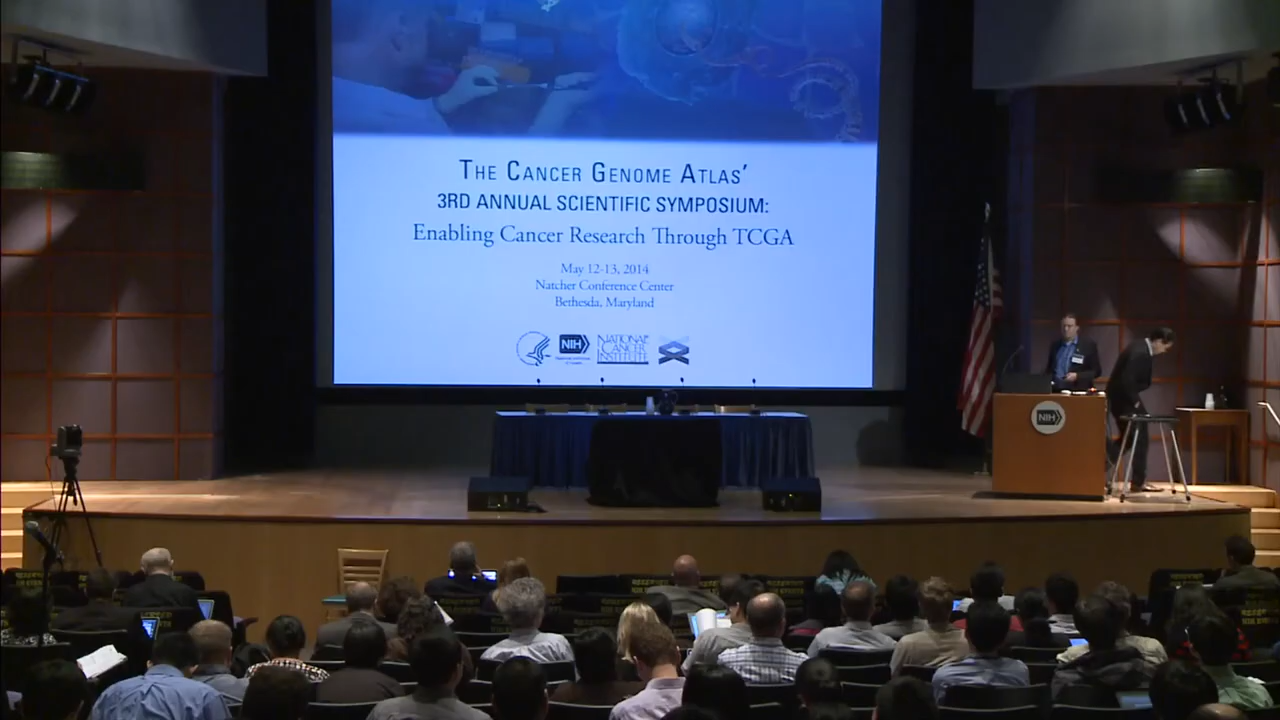 THE CANCER GENOME ATLAS'
3RD ANNUAL SCIENTIFIC SYMPOSIUM:
Enabling Cancer Research Through TCGA
May 12-13, 2014
Natcher Conference Center
Bethesda, Maryland
NIH
NATIONAL
CANCER
INSTITUTE
NIH